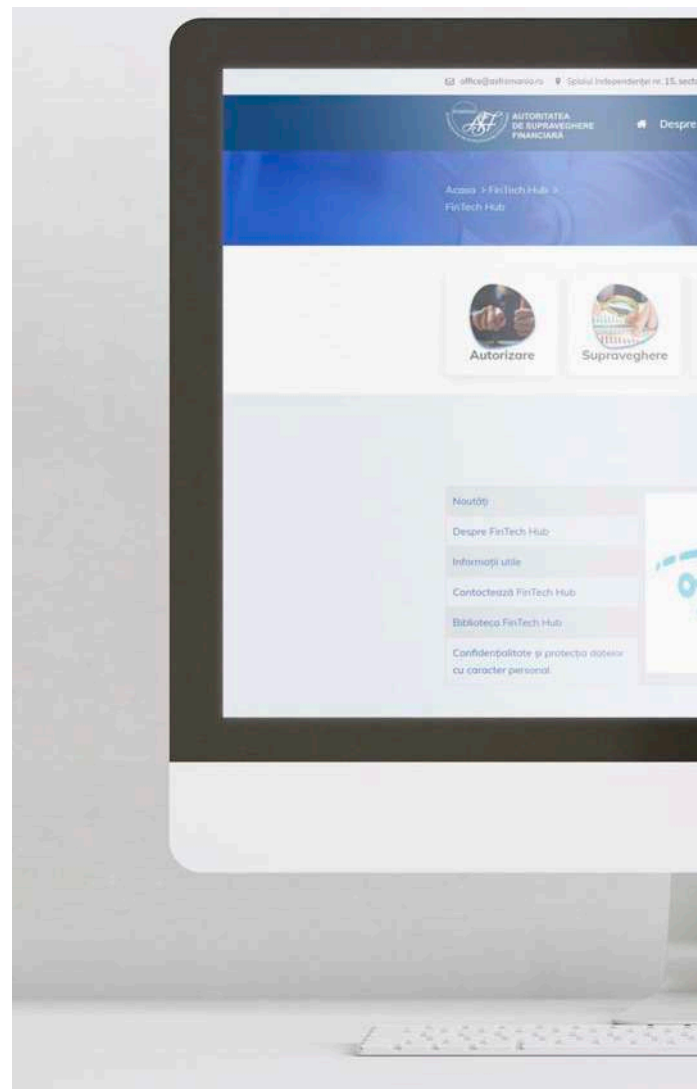 office@asfromania.ro Splaiul Independenței nr. 15, sect
AUTORITATEA
DE SUPRAVEGHERE
FINANCIARĂ
Despre
Acasa > FinTech Hub >
FinTech Hub
Autorizare Supraveghere
Noutăți
Despre FinTech Hub
Informații utile
Contactează FinTech Hub
Biblioteca FinTech Hub
Confidențialitate și protecția datelor
cu caracter personal